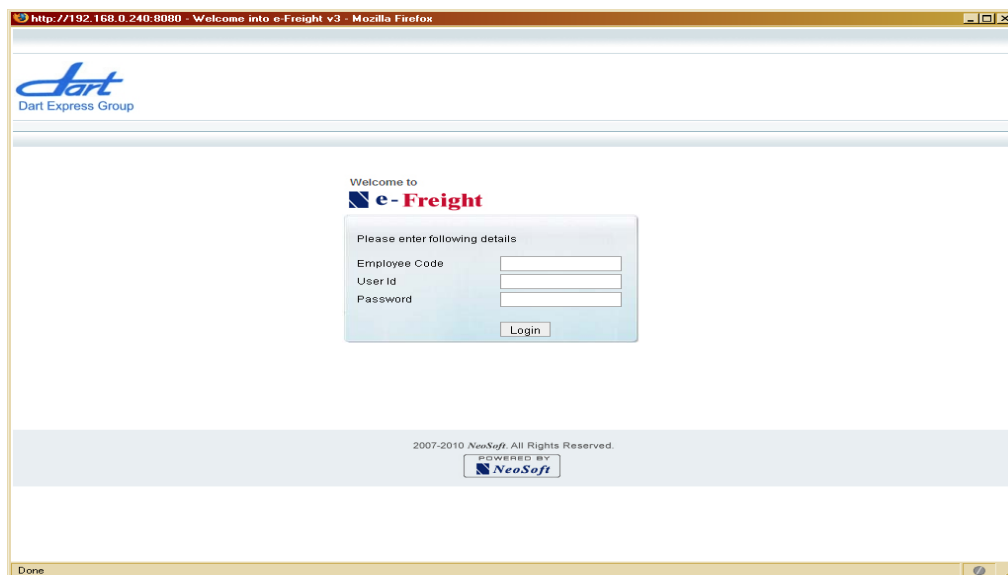 http://192.168.0.240:8080 - Welcome into e-Freight v3 - Mozilla Firefox
dart
Dart Express Group
Welcome to
e-Freight
Please enter following details
Employee Code
User Id
Password
Login
2007-2010 NeoSoft. All Rights Reserved.
POWERED BY
NeoSoft
Done